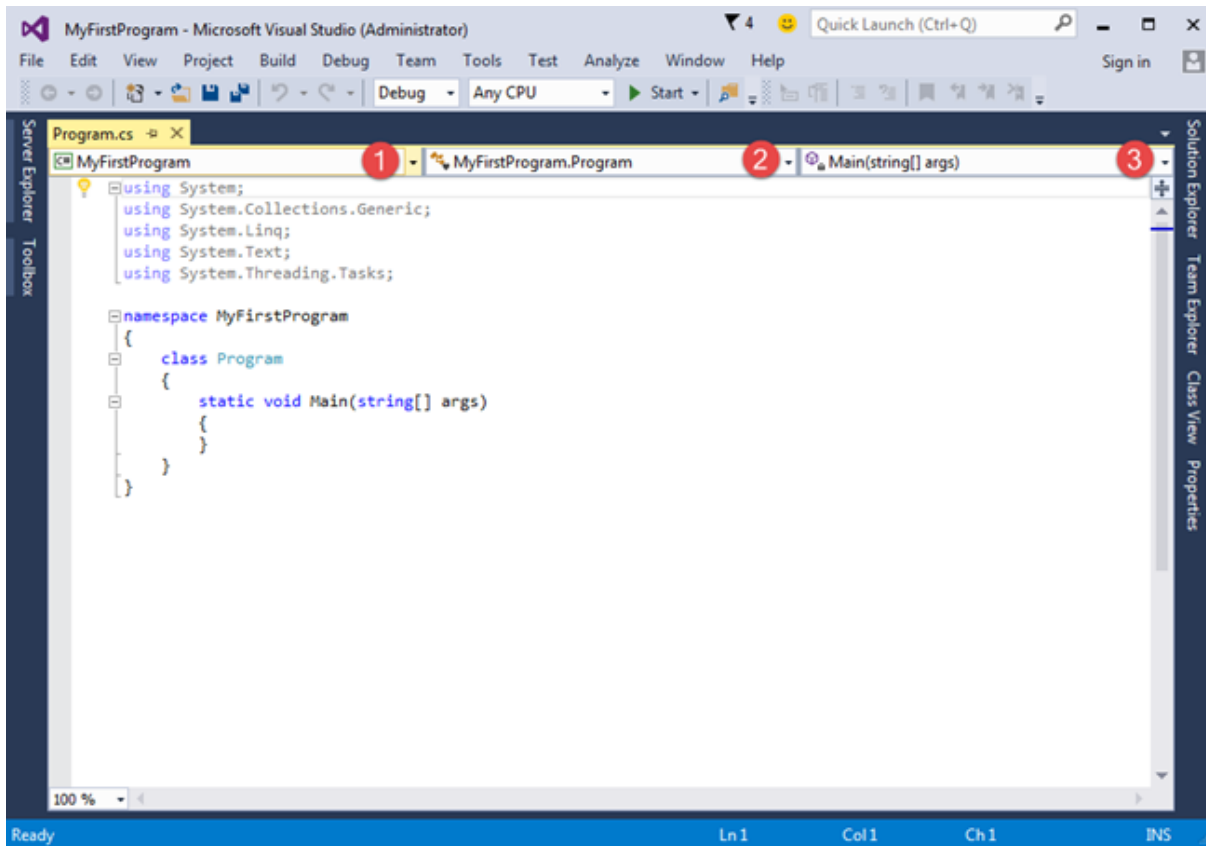 MyFirstProgram - Microsoft Visual Studio (Administrator)
4
Quick Launch (Ctrl+Q)
File Edit View Project Build Debug Team Tools Test Analyze Window Help
Sign in
Debug
Any CPU
Start
Server Explorer
Toolbox
Program.cs
C# MyFirstProgram
1
MyFirstProgram.Program
2
Main(string[] args)
3
using System;
using System.Collections.Generic;
using System.Linq;
using System.Text;
using System.Threading.Tasks;
namespace MyFirstProgram
{
class Program
{
static void Main(string[] args)
{
}
}
}
Solution Explorer
Team Explorer
Class View
Properties
100 %
Ready
Ln 1
Col 1
Ch 1
INS